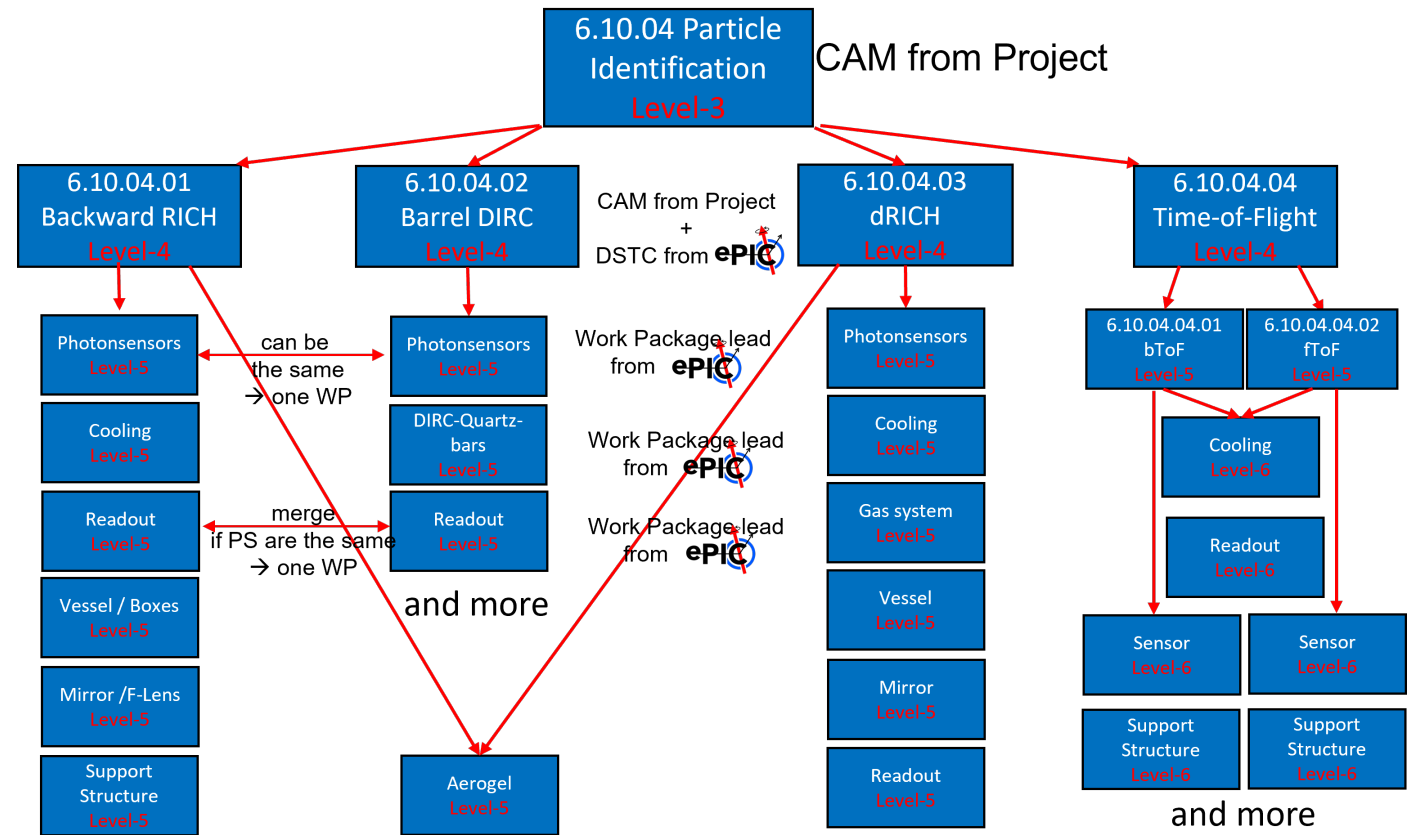 6.10.04 Particle
Identification
Level-3
CAM from Project
6.10.04.01
Backward RICH
Level-4
6.10.04.02
Barrel DIRC
Level-4
CAM from Project
+
DSTC from ePIC
6.10.04.03
dRICH
Level-4
6.10.04.04
Time-of-Flight
Level-4
Photonsensors
Level-5
Cooling
Level-5
Readout
Level-5
Vessel / Boxes
Level-5
Mirror /F-Lens
Level-5
Support
Structure
Level-5
can be
the same
→ one WP
merge
if PS are the same
→ one WP
Photonsensors
Level-5
DIRC-Quartz-
bars
Level-5
Readout
Level-5
and more
Aerogel
Level-5
Work Package lead
from ePIC
Work Package lead
from ePIC
Work Package lead
from ePIC
Photonsensors
Level-5
Cooling
Level-5
Gas system
Level-5
Vessel
Level-5
Mirror
Level-5
Readout
Level-5
6.10.04.04.01
bToF
Level-5
6.10.04.04.02
fToF
Level-5
Cooling
Level-6
Readout
Level-6
Sensor
Level-6
Sensor
Level-6
Support
Structure
Level-6
Support
Structure
Level-6
and more